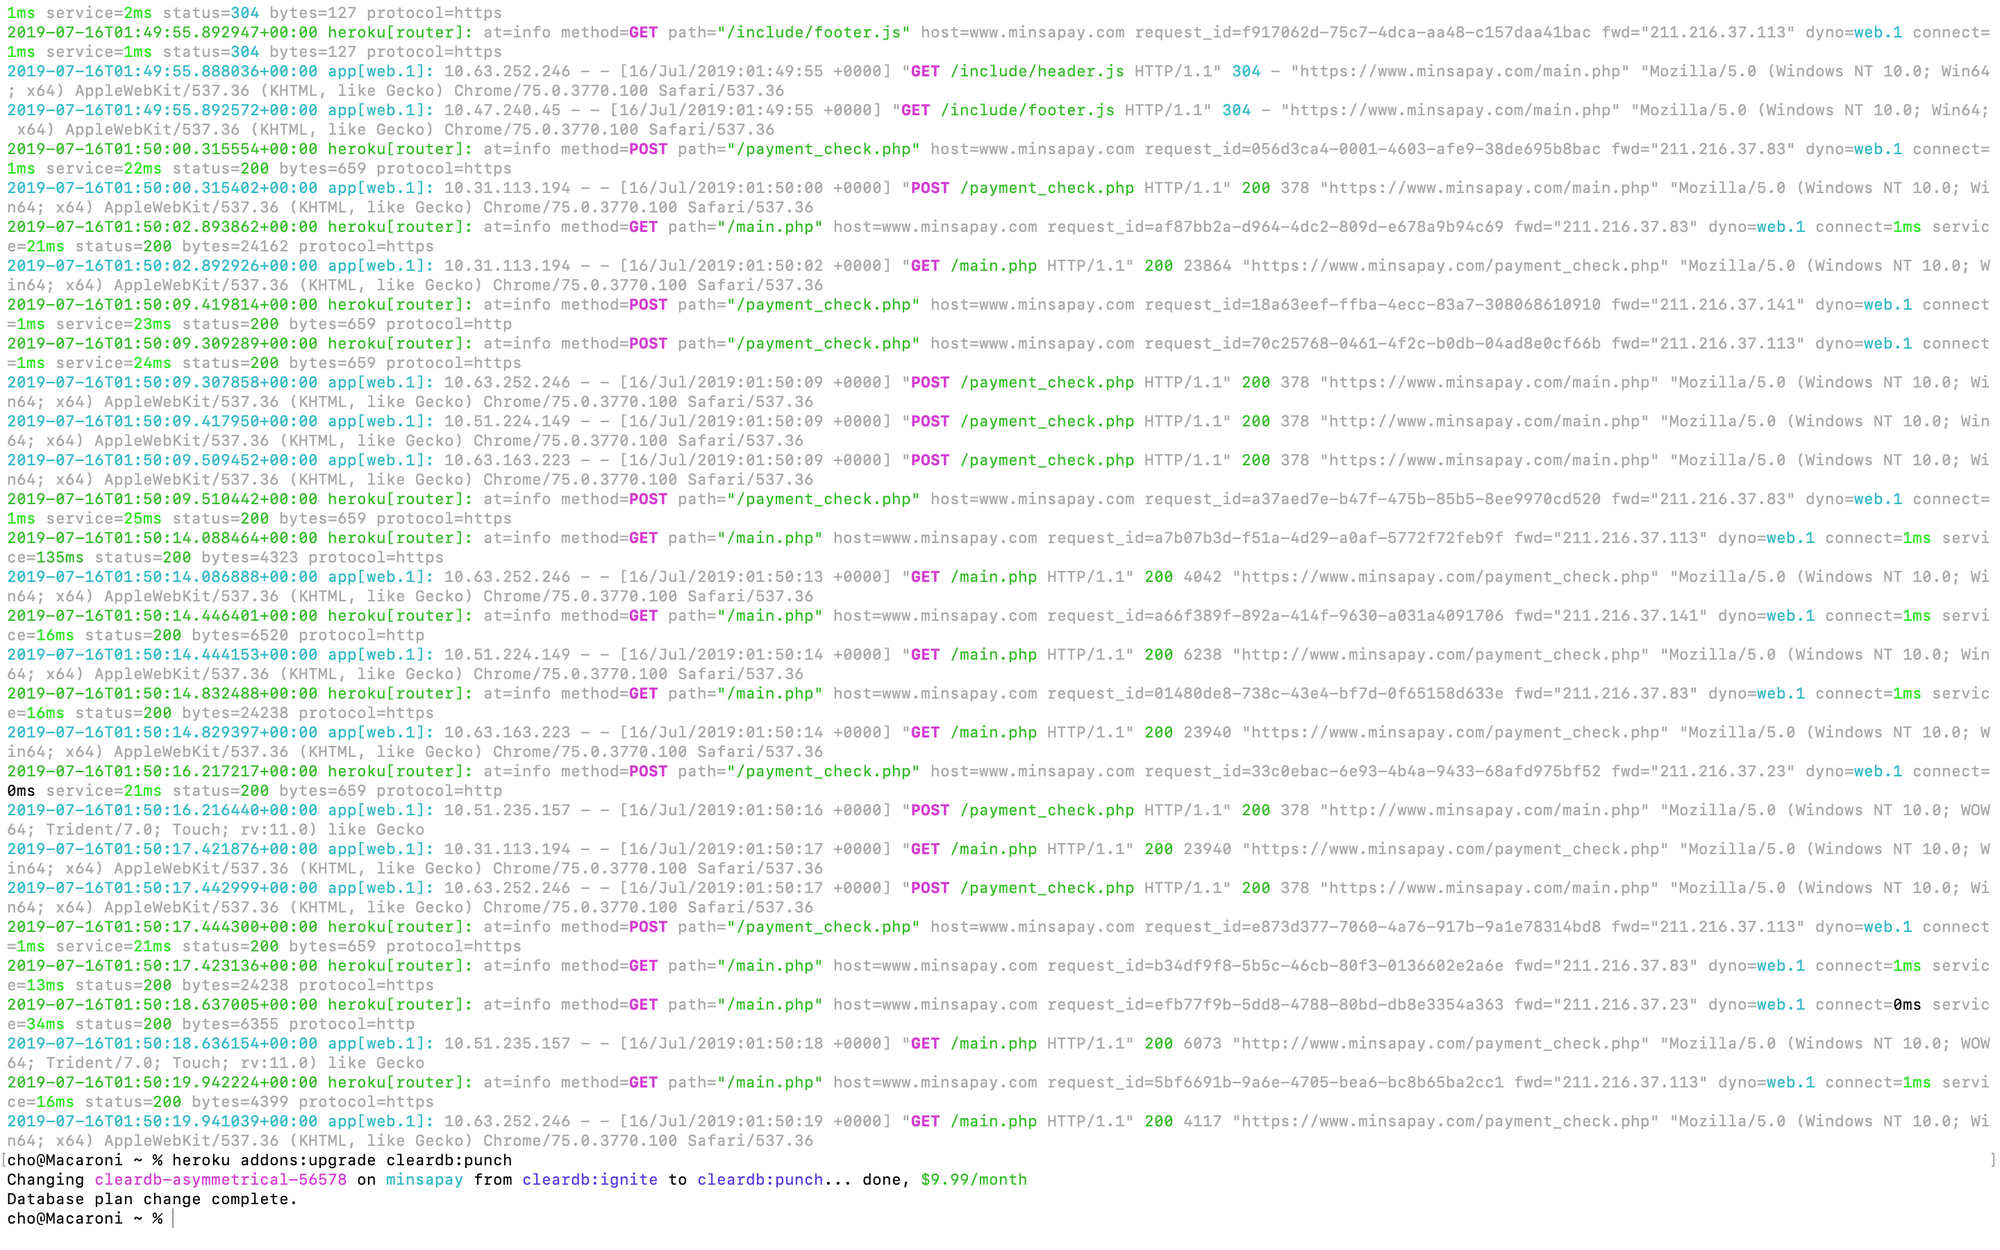 1ms service=2ms status=304 bytes=127 protocol=https
2019-07-16T01:49:55.892947+00:00 heroku[router]: at=info method=GET path="/include/footer.js" host=www.minsapay.com request_id=f917062d-75c7-4dca-aa48-c157daa41bac fwd="211.216.37.113" dyno=web.1 connect=
1ms service=1ms status=304 bytes=127 protocol=https
2019-07-16T01:49:55.888036+00:00 app[web.1]: 10.63.252.246 - - [16/Jul/2019:01:49:55 +0000] "GET /include/header.js HTTP/1.1" 304 - "https://www.minsapay.com/main.php" "Mozilla/5.0 (Windows NT 10.0; Win64
; x64) AppleWebKit/537.36 (KHTML, like Gecko) Chrome/75.0.3770.100 Safari/537.36
2019-07-16T01:49:55.892572+00:00 app[web.1]: 10.47.240.45 - - [16/Jul/2019:01:49:55 +0000] "GET /include/footer.js HTTP/1.1" 304 - "https://www.minsapay.com/main.php" "Mozilla/5.0 (Windows NT 10.0; Win64;
 x64) AppleWebKit/537.36 (KHTML, like Gecko) Chrome/75.0.3770.100 Safari/537.36
2019-07-16T01:50:00.315554+00:00 heroku[router]: at=info method=POST path="/payment_check.php" host=www.minsapay.com request_id=056d3ca4-0001-4603-afe9-38de695b8bac fwd="211.216.37.83" dyno=web.1 connect=
1ms service=22ms status=200 bytes=659 protocol=https
2019-07-16T01:50:00.315402+00:00 app[web.1]: 10.31.113.194 - - [16/Jul/2019:01:50:00 +0000] "POST /payment_check.php HTTP/1.1" 200 378 "https://www.minsapay.com/main.php" "Mozilla/5.0 (Windows NT 10.0; Wi
n64; x64) AppleWebKit/537.36 (KHTML, like Gecko) Chrome/75.0.3770.100 Safari/537.36
2019-07-16T01:50:02.893862+00:00 heroku[router]: at=info method=GET path="/main.php" host=www.minsapay.com request_id=af87bb2a-d964-4dc2-809d-e678a9b94c69 fwd="211.216.37.83" dyno=web.1 connect=1ms servic
e=21ms status=200 bytes=24162 protocol=https
2019-07-16T01:50:02.892926+00:00 app[web.1]: 10.31.113.194 - - [16/Jul/2019:01:50:02 +0000] "GET /main.php HTTP/1.1" 200 23864 "https://www.minsapay.com/payment_check.php" "Mozilla/5.0 (Windows NT 10.0; W
in64; x64) AppleWebKit/537.36 (KHTML, like Gecko) Chrome/75.0.3770.100 Safari/537.36
2019-07-16T01:50:09.419814+00:00 heroku[router]: at=info method=POST path="/payment_check.php" host=www.minsapay.com request_id=18a63eef-ffba-4ecc-83a7-308068610910 fwd="211.216.37.141" dyno=web.1 connect
=1ms service=23ms status=200 bytes=659 protocol=http
2019-07-16T01:50:09.309289+00:00 heroku[router]: at=info method=POST path="/payment_check.php" host=www.minsapay.com request_id=70c25768-0461-4f2c-b0db-04ad8e0cf66b fwd="211.216.37.113" dyno=web.1 connect
=1ms service=24ms status=200 bytes=659 protocol=https
2019-07-16T01:50:09.307858+00:00 app[web.1]: 10.63.252.246 - - [16/Jul/2019:01:50:09 +0000] "POST /payment_check.php HTTP/1.1" 200 378 "https://www.minsapay.com/main.php" "Mozilla/5.0 (Windows NT 10.0; Wi
n64; x64) AppleWebKit/537.36 (KHTML, like Gecko) Chrome/75.0.3770.100 Safari/537.36
2019-07-16T01:50:09.417950+00:00 app[web.1]: 10.51.224.149 - - [16/Jul/2019:01:50:09 +0000] "POST /payment_check.php HTTP/1.1" 200 378 "http://www.minsapay.com/main.php" "Mozilla/5.0 (Windows NT 10.0; Win
64; x64) AppleWebKit/537.36 (KHTML, like Gecko) Chrome/75.0.3770.100 Safari/537.36
2019-07-16T01:50:09.509452+00:00 app[web.1]: 10.63.163.223 - - [16/Jul/2019:01:50:09 +0000] "POST /payment_check.php HTTP/1.1" 200 378 "https://www.minsapay.com/main.php" "Mozilla/5.0 (Windows NT 10.0; Wi
n64; x64) AppleWebKit/537.36 (KHTML, like Gecko) Chrome/75.0.3770.100 Safari/537.36
2019-07-16T01:50:09.510442+00:00 heroku[router]: at=info method=POST path="/payment_check.php" host=www.minsapay.com request_id=a37aed7e-b47f-475b-85b5-8ee9970cd520 fwd="211.216.37.83" dyno=web.1 connect=
1ms service=25ms status=200 bytes=659 protocol=https
2019-07-16T01:50:14.088464+00:00 heroku[router]: at=info method=GET path="/main.php" host=www.minsapay.com request_id=a7b07b3d-f51a-4d29-a0af-5772f72feb9f fwd="211.216.37.113" dyno=web.1 connect=1ms servi
ce=135ms status=200 bytes=4323 protocol=https
2019-07-16T01:50:14.086888+00:00 app[web.1]: 10.63.252.246 - - [16/Jul/2019:01:50:13 +0000] "GET /main.php HTTP/1.1" 200 4042 "https://www.minsapay.com/payment_check.php" "Mozilla/5.0 (Windows NT 10.0; Wi
n64; x64) AppleWebKit/537.36 (KHTML, like Gecko) Chrome/75.0.3770.100 Safari/537.36
2019-07-16T01:50:14.446401+00:00 heroku[router]: at=info method=GET path="/main.php" host=www.minsapay.com request_id=a66f389f-892a-414f-9630-a031a4091706 fwd="211.216.37.141" dyno=web.1 connect=1ms servi
ce=16ms status=200 bytes=6520 protocol=http
2019-07-16T01:50:14.444153+00:00 app[web.1]: 10.51.224.149 - - [16/Jul/2019:01:50:14 +0000] "GET /main.php HTTP/1.1" 200 6238 "http://www.minsapay.com/payment_check.php" "Mozilla/5.0 (Windows NT 10.0; Win
64; x64) AppleWebKit/537.36 (KHTML, like Gecko) Chrome/75.0.3770.100 Safari/537.36
2019-07-16T01:50:14.832488+00:00 heroku[router]: at=info method=GET path="/main.php" host=www.minsapay.com request_id=01480de8-738c-43e4-bf7d-0f65158d633e fwd="211.216.37.83" dyno=web.1 connect=1ms servic
e=16ms status=200 bytes=24238 protocol=https
2019-07-16T01:50:14.829397+00:00 app[web.1]: 10.63.163.223 - - [16/Jul/2019:01:50:14 +0000] "GET /main.php HTTP/1.1" 200 23940 "https://www.minsapay.com/payment_check.php" "Mozilla/5.0 (Windows NT 10.0; W
in64; x64) AppleWebKit/537.36 (KHTML, like Gecko) Chrome/75.0.3770.100 Safari/537.36
2019-07-16T01:50:16.217217+00:00 heroku[router]: at=info method=POST path="/payment_check.php" host=www.minsapay.com request_id=33c0ebac-6e93-4b4a-9433-68afd975bf52 fwd="211.216.37.23" dyno=web.1 connect=
0ms service=21ms status=200 bytes=659 protocol=http
2019-07-16T01:50:16.216440+00:00 app[web.1]: 10.51.235.157 - - [16/Jul/2019:01:50:16 +0000] "POST /payment_check.php HTTP/1.1" 200 378 "http://www.minsapay.com/main.php" "Mozilla/5.0 (Windows NT 10.0; WOW
64; Trident/7.0; Touch; rv:11.0) like Gecko
2019-07-16T01:50:17.421876+00:00 app[web.1]: 10.31.113.194 - - [16/Jul/2019:01:50:17 +0000] "GET /main.php HTTP/1.1" 200 23940 "https://www.minsapay.com/payment_check.php" "Mozilla/5.0 (Windows NT 10.0; W
in64; x64) AppleWebKit/537.36 (KHTML, like Gecko) Chrome/75.0.3770.100 Safari/537.36
2019-07-16T01:50:17.442999+00:00 app[web.1]: 10.63.252.246 - - [16/Jul/2019:01:50:17 +0000] "POST /payment_check.php HTTP/1.1" 200 378 "https://www.minsapay.com/main.php" "Mozilla/5.0 (Windows NT 10.0; Wi
n64; x64) AppleWebKit/537.36 (KHTML, like Gecko) Chrome/75.0.3770.100 Safari/537.36
2019-07-16T01:50:17.444300+00:00 heroku[router]: at=info method=POST path="/payment_check.php" host=www.minsapay.com request_id=e873d377-7060-4a76-917b-9a1e78314bd8 fwd="211.216.37.113" dyno=web.1 connect
=1ms service=21ms status=200 bytes=659 protocol=https
2019-07-16T01:50:17.423136+00:00 heroku[router]: at=info method=GET path="/main.php" host=www.minsapay.com request_id=b34df9f8-5b5c-46cb-80f3-0136602e2a6e fwd="211.216.37.83" dyno=web.1 connect=1ms servic
e=13ms status=200 bytes=24238 protocol=https
2019-07-16T01:50:18.637005+00:00 heroku[router]: at=info method=GET path="/main.php" host=www.minsapay.com request_id=efb77f9b-5dd8-4788-80bd-db8e3354a363 fwd="211.216.37.23" dyno=web.1 connect=0ms servic
e=34ms status=200 bytes=6355 protocol=http
2019-07-16T01:50:18.636154+00:00 app[web.1]: 10.51.235.157 - - [16/Jul/2019:01:50:18 +0000] "GET /main.php HTTP/1.1" 200 6073 "http://www.minsapay.com/payment_check.php" "Mozilla/5.0 (Windows NT 10.0; WOW
64; Trident/7.0; Touch; rv:11.0) like Gecko
2019-07-16T01:50:19.942224+00:00 heroku[router]: at=info method=GET path="/main.php" host=www.minsapay.com request_id=5bf6691b-9a6e-4705-bea6-bc8b65ba2cc1 fwd="211.216.37.113" dyno=web.1 connect=1ms servi
ce=16ms status=200 bytes=4399 protocol=https
2019-07-16T01:50:19.941039+00:00 app[web.1]: 10.63.252.246 - - [16/Jul/2019:01:50:19 +0000] "GET /main.php HTTP/1.1" 200 4117 "https://www.minsapay.com/payment_check.php" "Mozilla/5.0 (Windows NT 10.0; Wi
n64; x64) AppleWebKit/537.36 (KHTML, like Gecko) Chrome/75.0.3770.100 Safari/537.36
[cho@Macaroni ~ % heroku addons:upgrade cleardb:punch ]
Changing cleardb-asymmetrical-56578 on minsapay from cleardb:ignite to cleardb:punch... done, $9.99/month
Database plan change complete.
cho@Macaroni ~ %